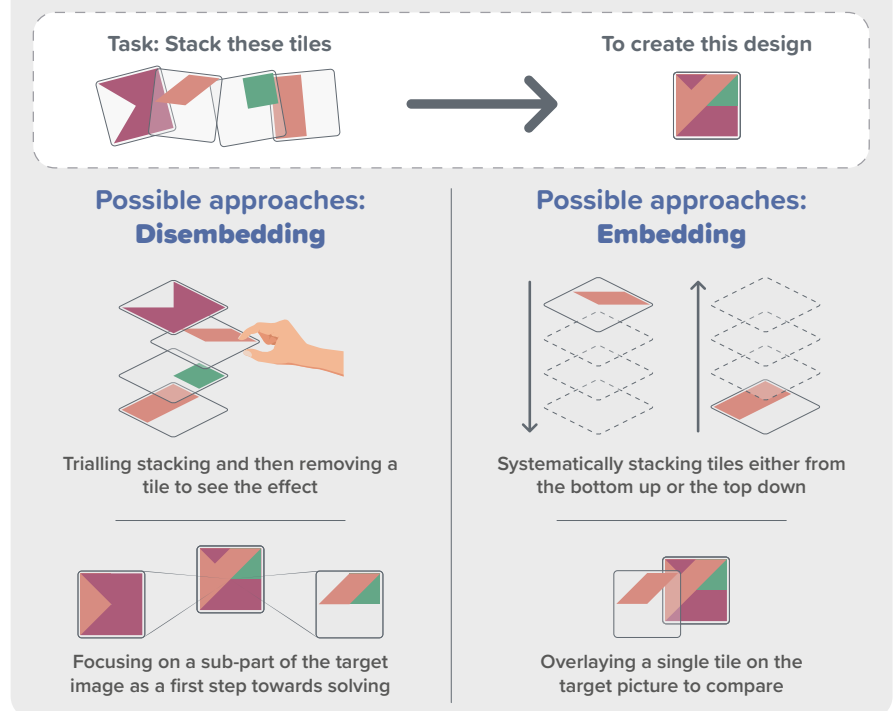 Task: Stack these tiles
To create this design
Possible approaches:
Disembedding
Trialling stacking and then removing a
tile to see the effect
Focusing on a sub-part of the target
image as a first step towards solving
Possible approaches:
Embedding
Systematically stacking tiles either from
the bottom up or the top down
Overlaying a single tile on the
target picture to compare